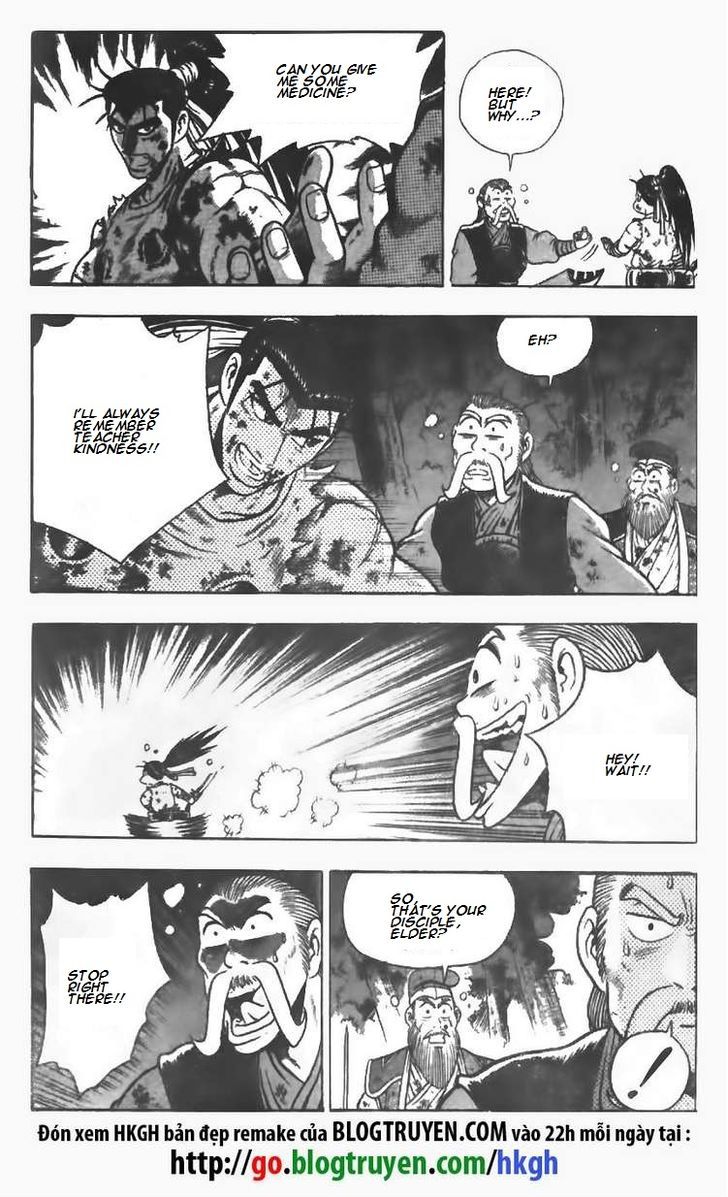 CAN YOU GIVE
ME SOME
MEDICINE?
HERE!
BUT
WHY...?
EH?
I'LL ALWAYS
REMEMBER
TEACHER
KINDNESS!!
HEY!
WAIT!!
STOP
RIGHT
THERE!!
SO,
THAT'S YOUR
DISCIPLE,
ELDER?
!
Đón xem HKGH bản đẹp remake của BLOGTRUYEN.COM vào 22h mỗi ngày tại :
http://go.blogtruyen.com/hkgh